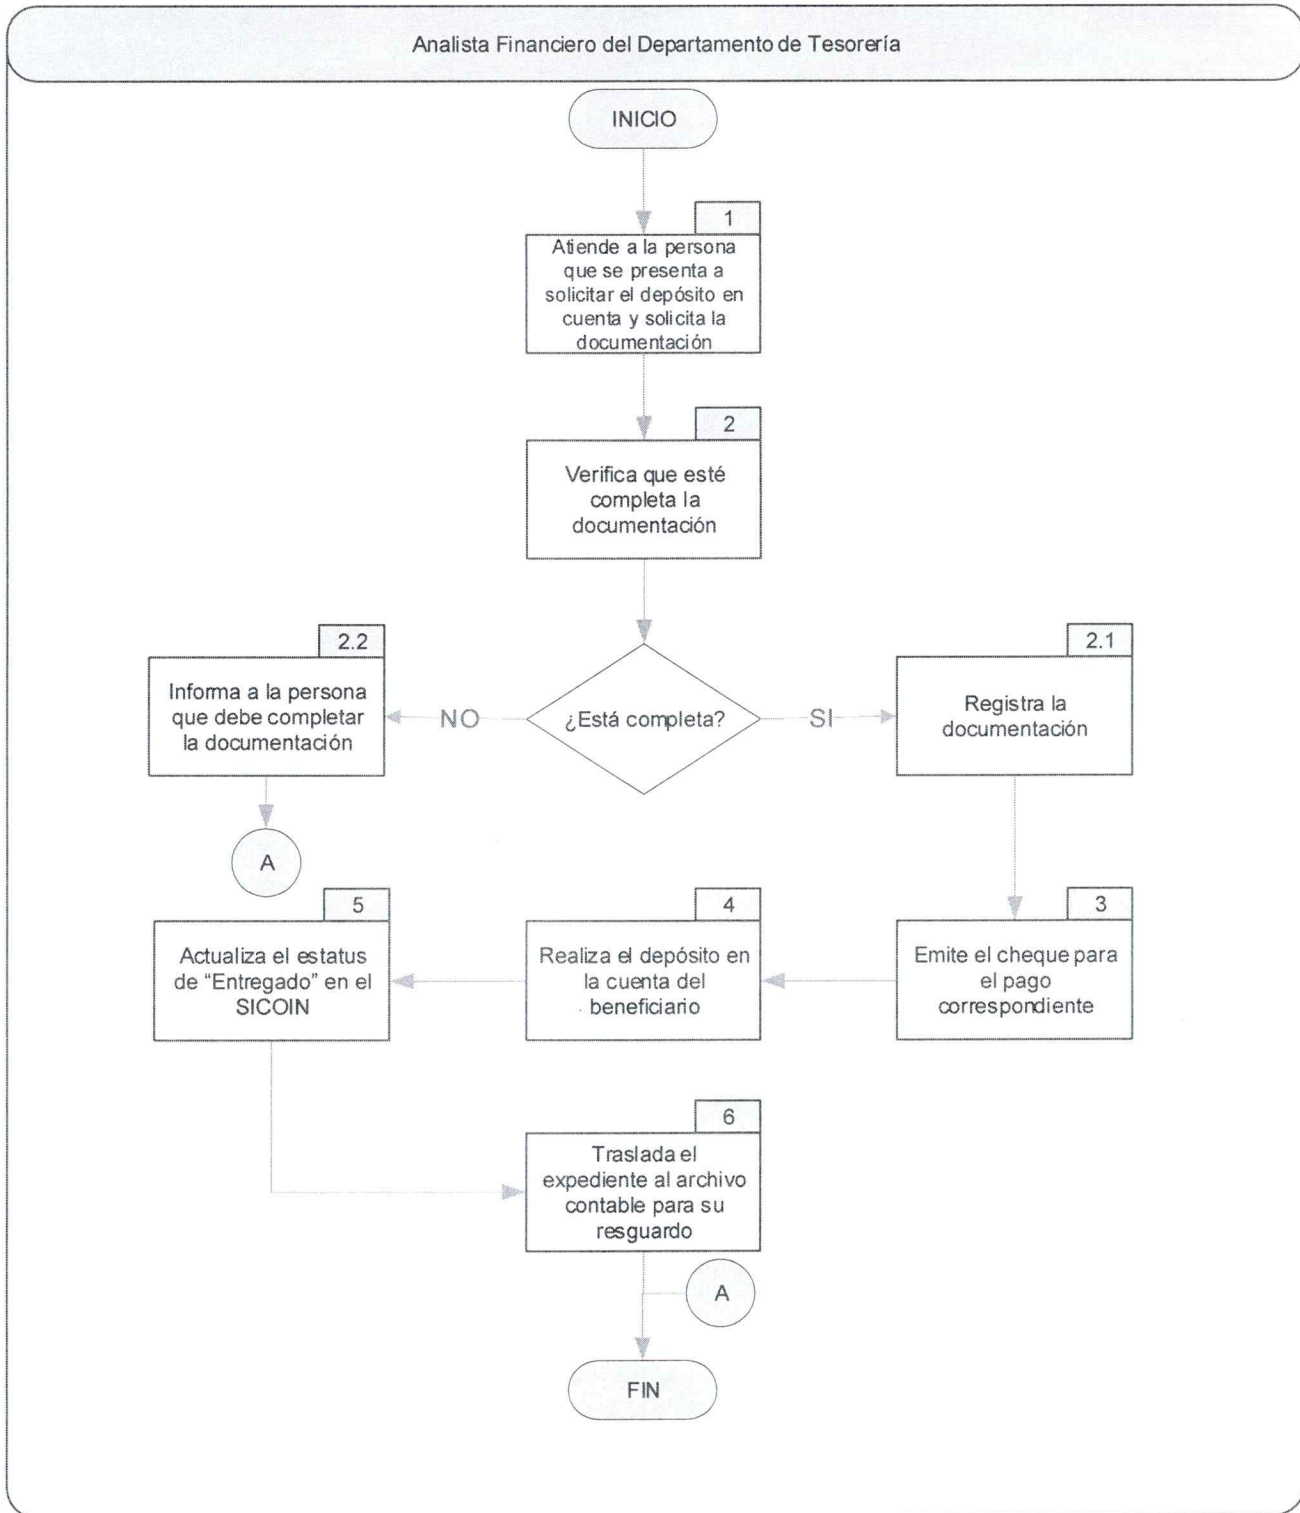 Analista Financiero del Departamento de Tesorería
INICIO
1
Atiende a la persona
que se presenta a
solicitar el depósito en
cuenta y solicita la
documentación
2
Verifica que esté
completa la
documentación
2.2
Informa a la persona
que debe completar
la documentación
NO
¿Está completa?
SI
2.1
Registra la
documentación
A
5
Actualiza el estatus
de “Entregado” en el
SICOIN
4
Realiza el depósito en
la cuenta del
beneficiario
3
Emite el cheque para
el pago
correspondiente
6
Traslada el
expediente al archivo
contable para su
resguardo
A
FIN